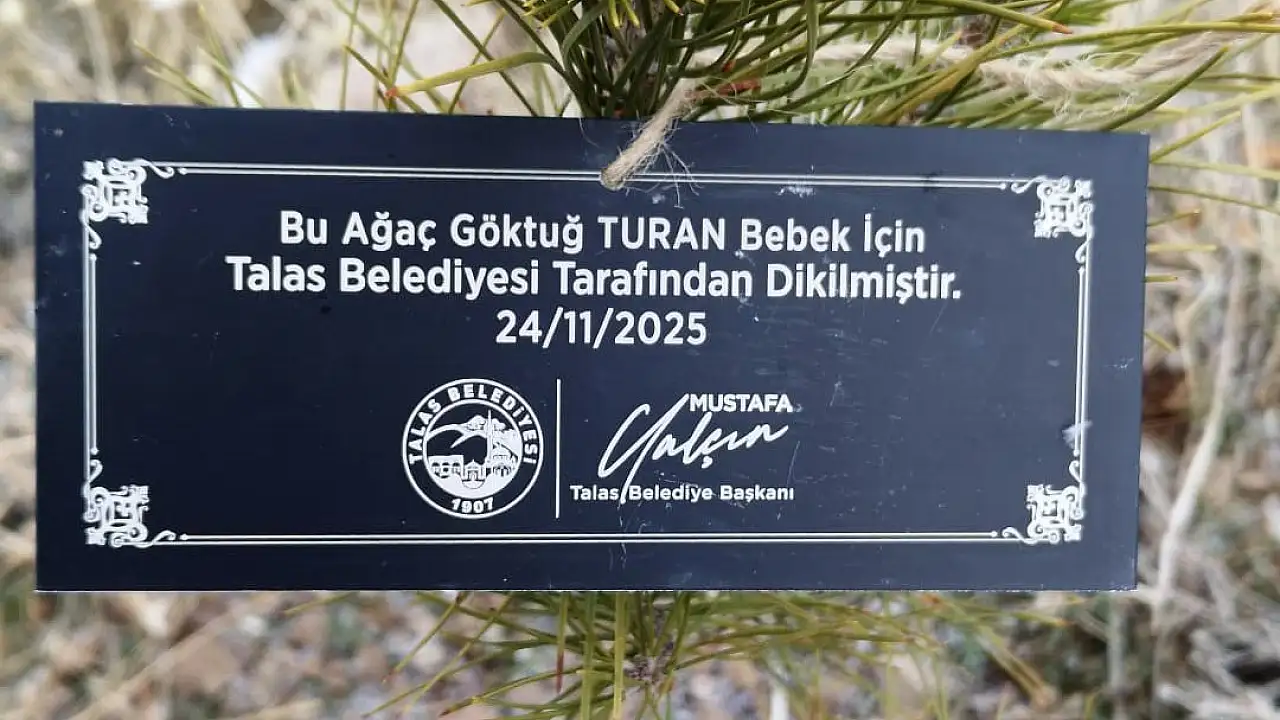 Bu Ağaç Göktuğ TURAN Bebek İçin
Talas Belediyesi Tarafından Dikilmiştir.
24/11/2025
TALAS BELEDİYESİ
1907
MUSTAFA
Yalçın
Talas Belediye Başkanı